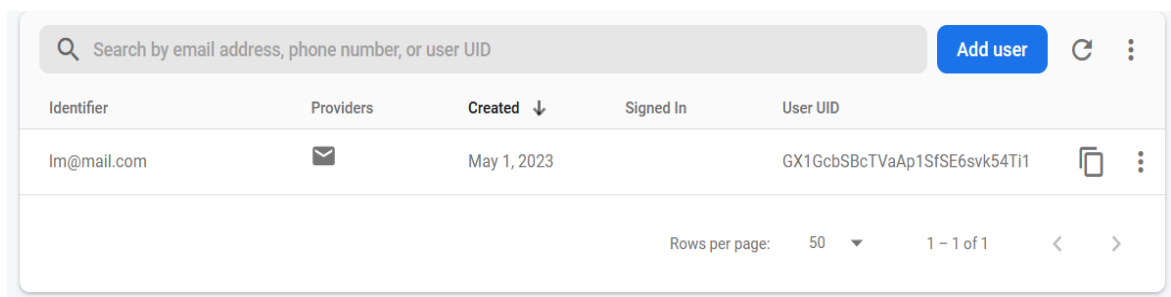 Search by email address, phone number, or user UID Add user
Identifier Providers Created Signed In User UID
lm@mail.com May 1, 2023 GX1GcbSBcTVaAp1SfSE6svk54Ti1
Rows per page: 50 1 – 1 of 1